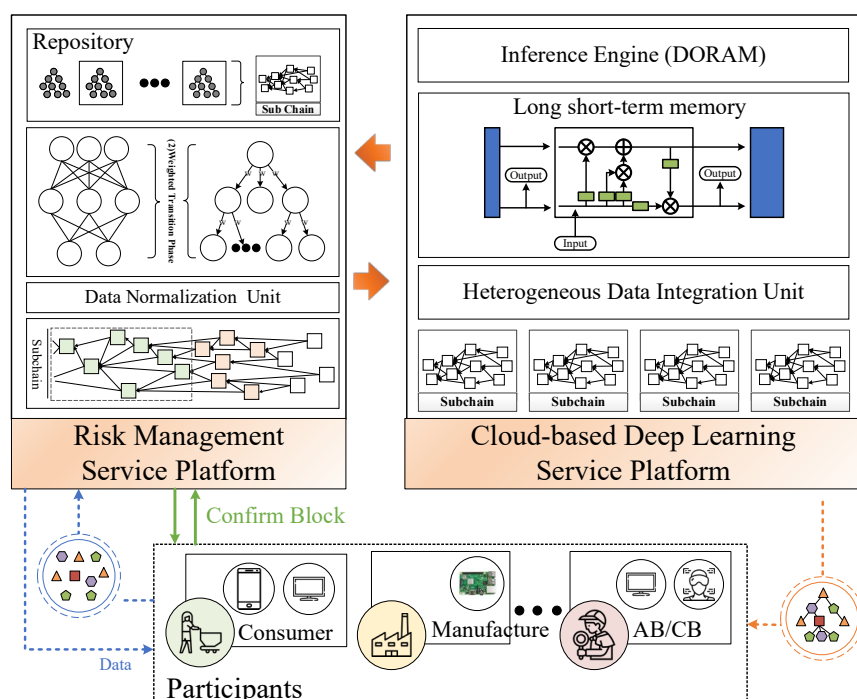 Repository
Sub Chain
(2)Weighted Transition Phase
w w w
w w w
Data Normalization Unit
Subchain
Risk Management
Service Platform
Inference Engine (DORAM)
Long short-term memory
Output
Output
Input
Heterogeneous Data Integration Unit
Subchain
Subchain
Subchain
Subchain
Cloud-based Deep Learning
Service Platform
Confirm Block
Consumer
Manufacture
AB/CB
Data
Participants